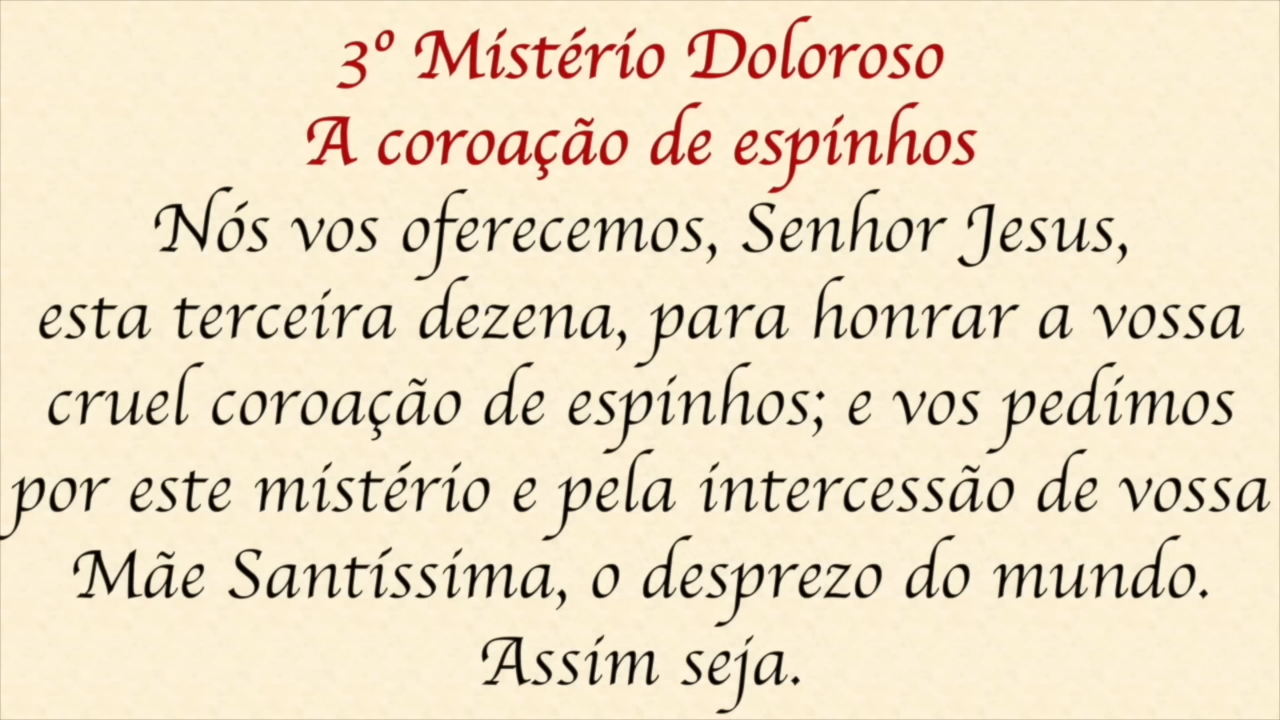 3º Mistério Doloroso
A coroação de espinhos
Nós vos oferecemos, Senhor Jesus,
esta terceira dezena, para honrar a vossa
cruel coroação de espinhos; e vos pedimos
por este mistério e pela intercessão de vossa
Mãe Santíssima, o desprezo do mundo.
Assim seja.